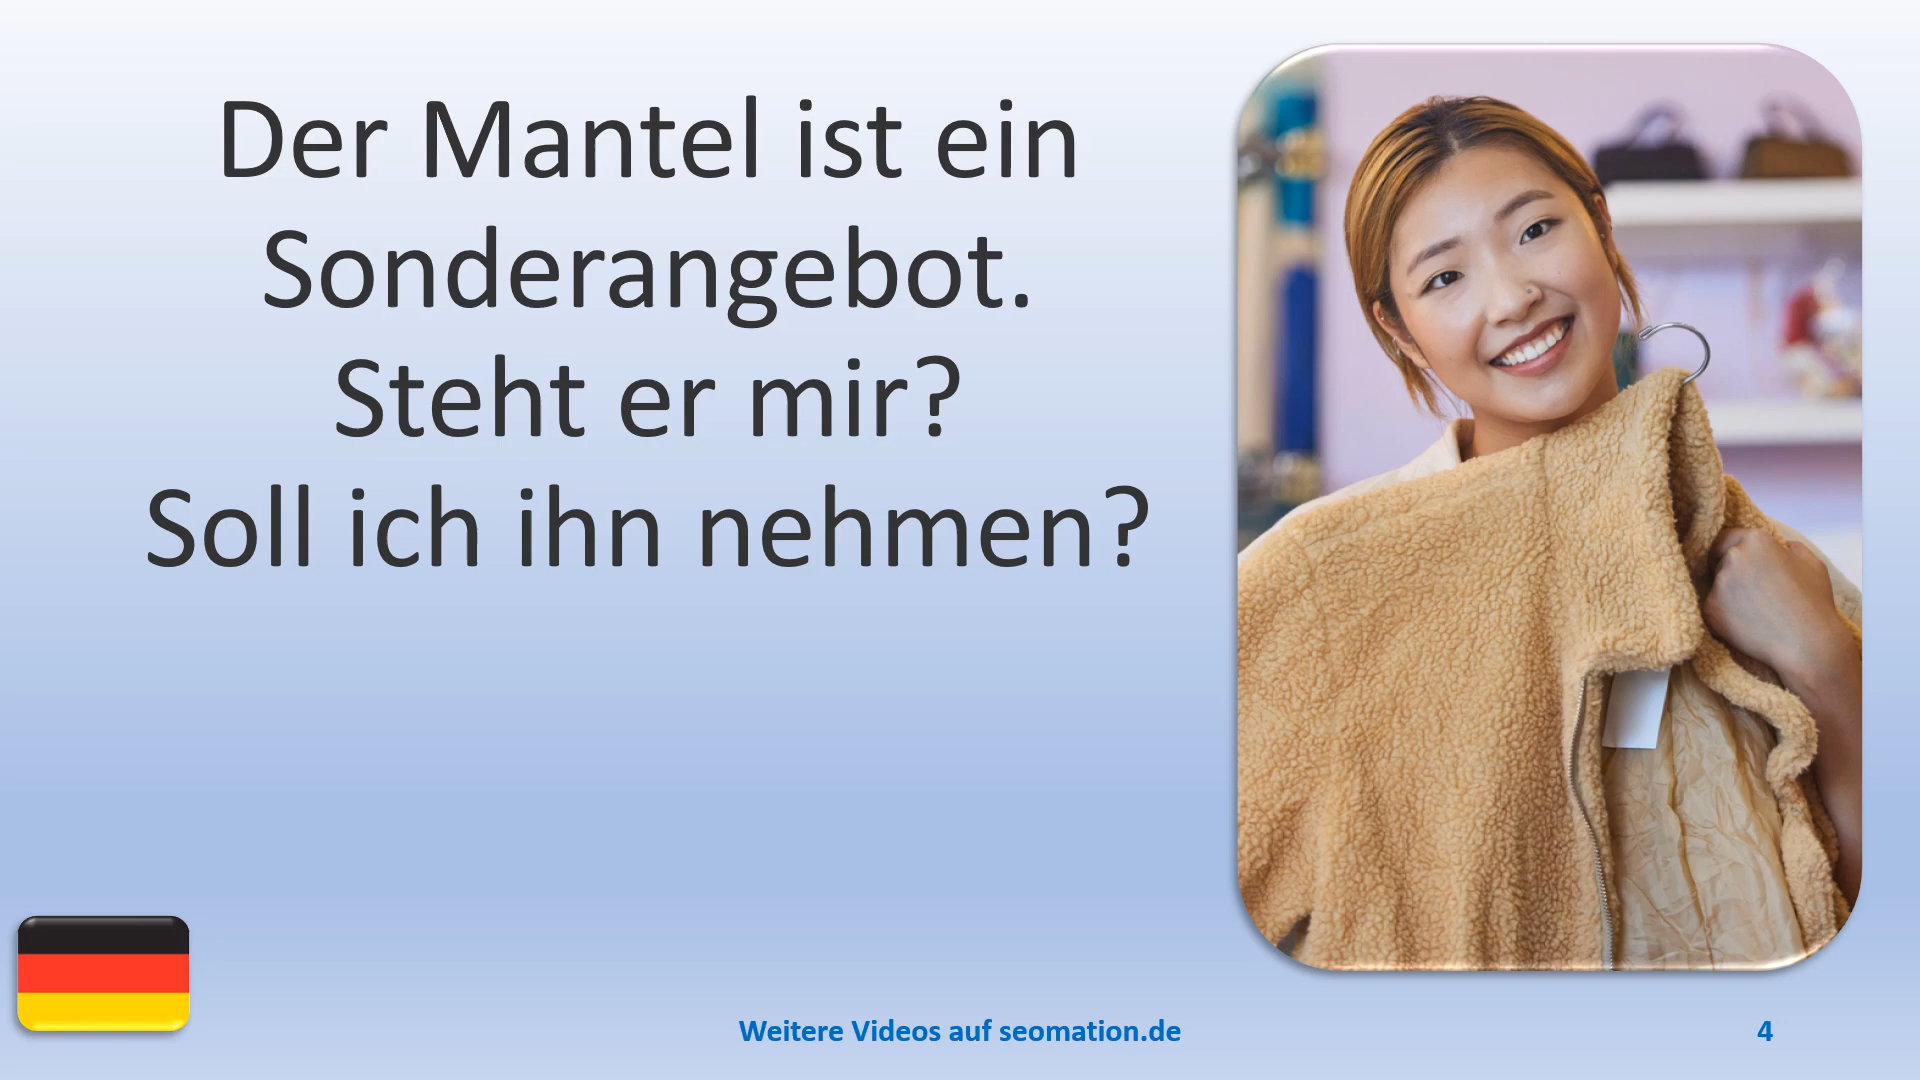 Der Mantel ist ein
Sonderangebot.
Steht er mir?
Soll ich ihn nehmen?
Weitere Videos auf seomation.de
4